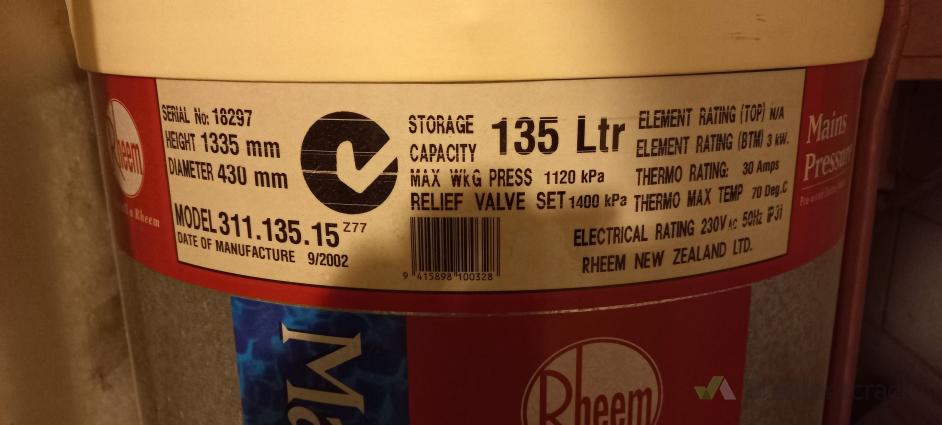 SERIAL No: 18297
HEIGHT 1335 mm
DIAMETER 430 mm
MODEL 311.135.15 Z77
DATE OF MANUFACTURE 9/2002
STORAGE CAPACITY 135 Ltr
MAX WKG PRESS 1120 kPa
RELIEF VALVE SET 1400 kPa
9 415898 100328
ELEMENT RATING (TOP) N/A
ELEMENT RATING (BTM) 3 kW.
THERMO RATING: 30 Amps
THERMO MAX TEMP 70 Deg.C
ELECTRICAL RATING 230V AC 50Hz
RHEEM NEW ZEALAND LTD.
Rheem
a Rheem
Mains
Pressure
Ma
Rheem